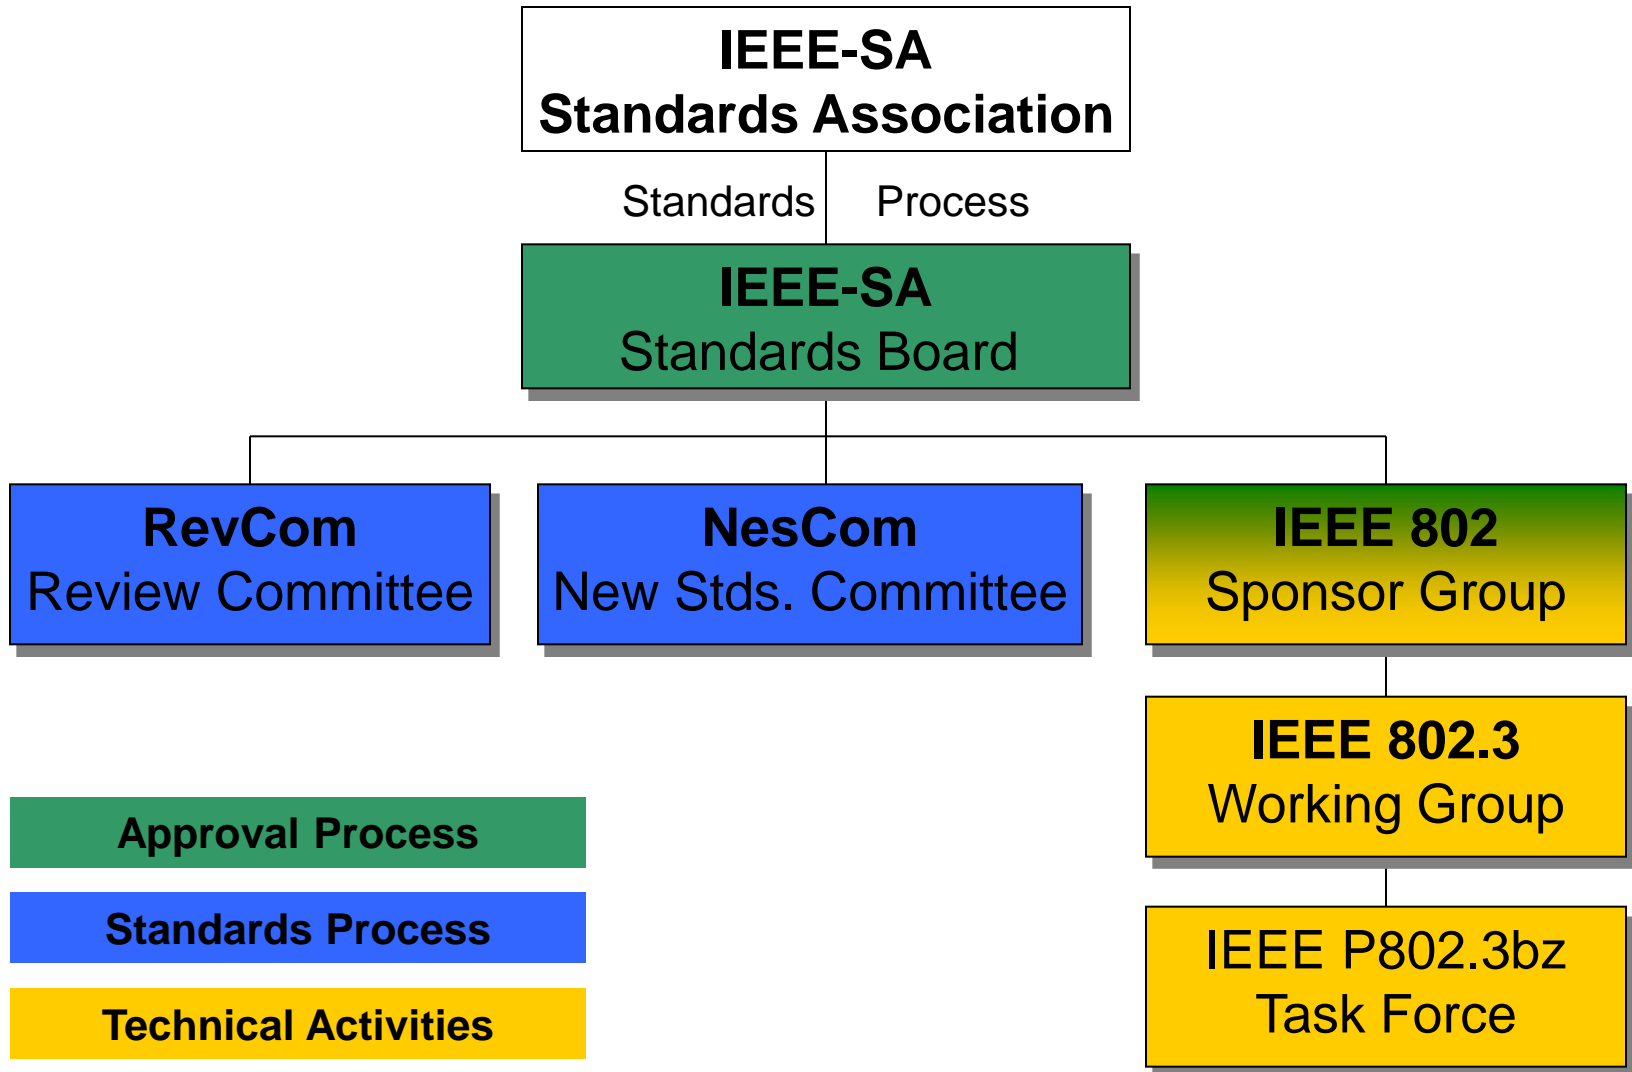 IEEE-SA
Standards Association
Standards Process
IEEE-SA
Standards Board
RevCom
Review Committee
NesCom
New Stds. Committee
IEEE 802
Sponsor Group
IEEE 802.3
Working Group
IEEE P802.3bz
Task Force
Approval Process
Standards Process
Technical Activities